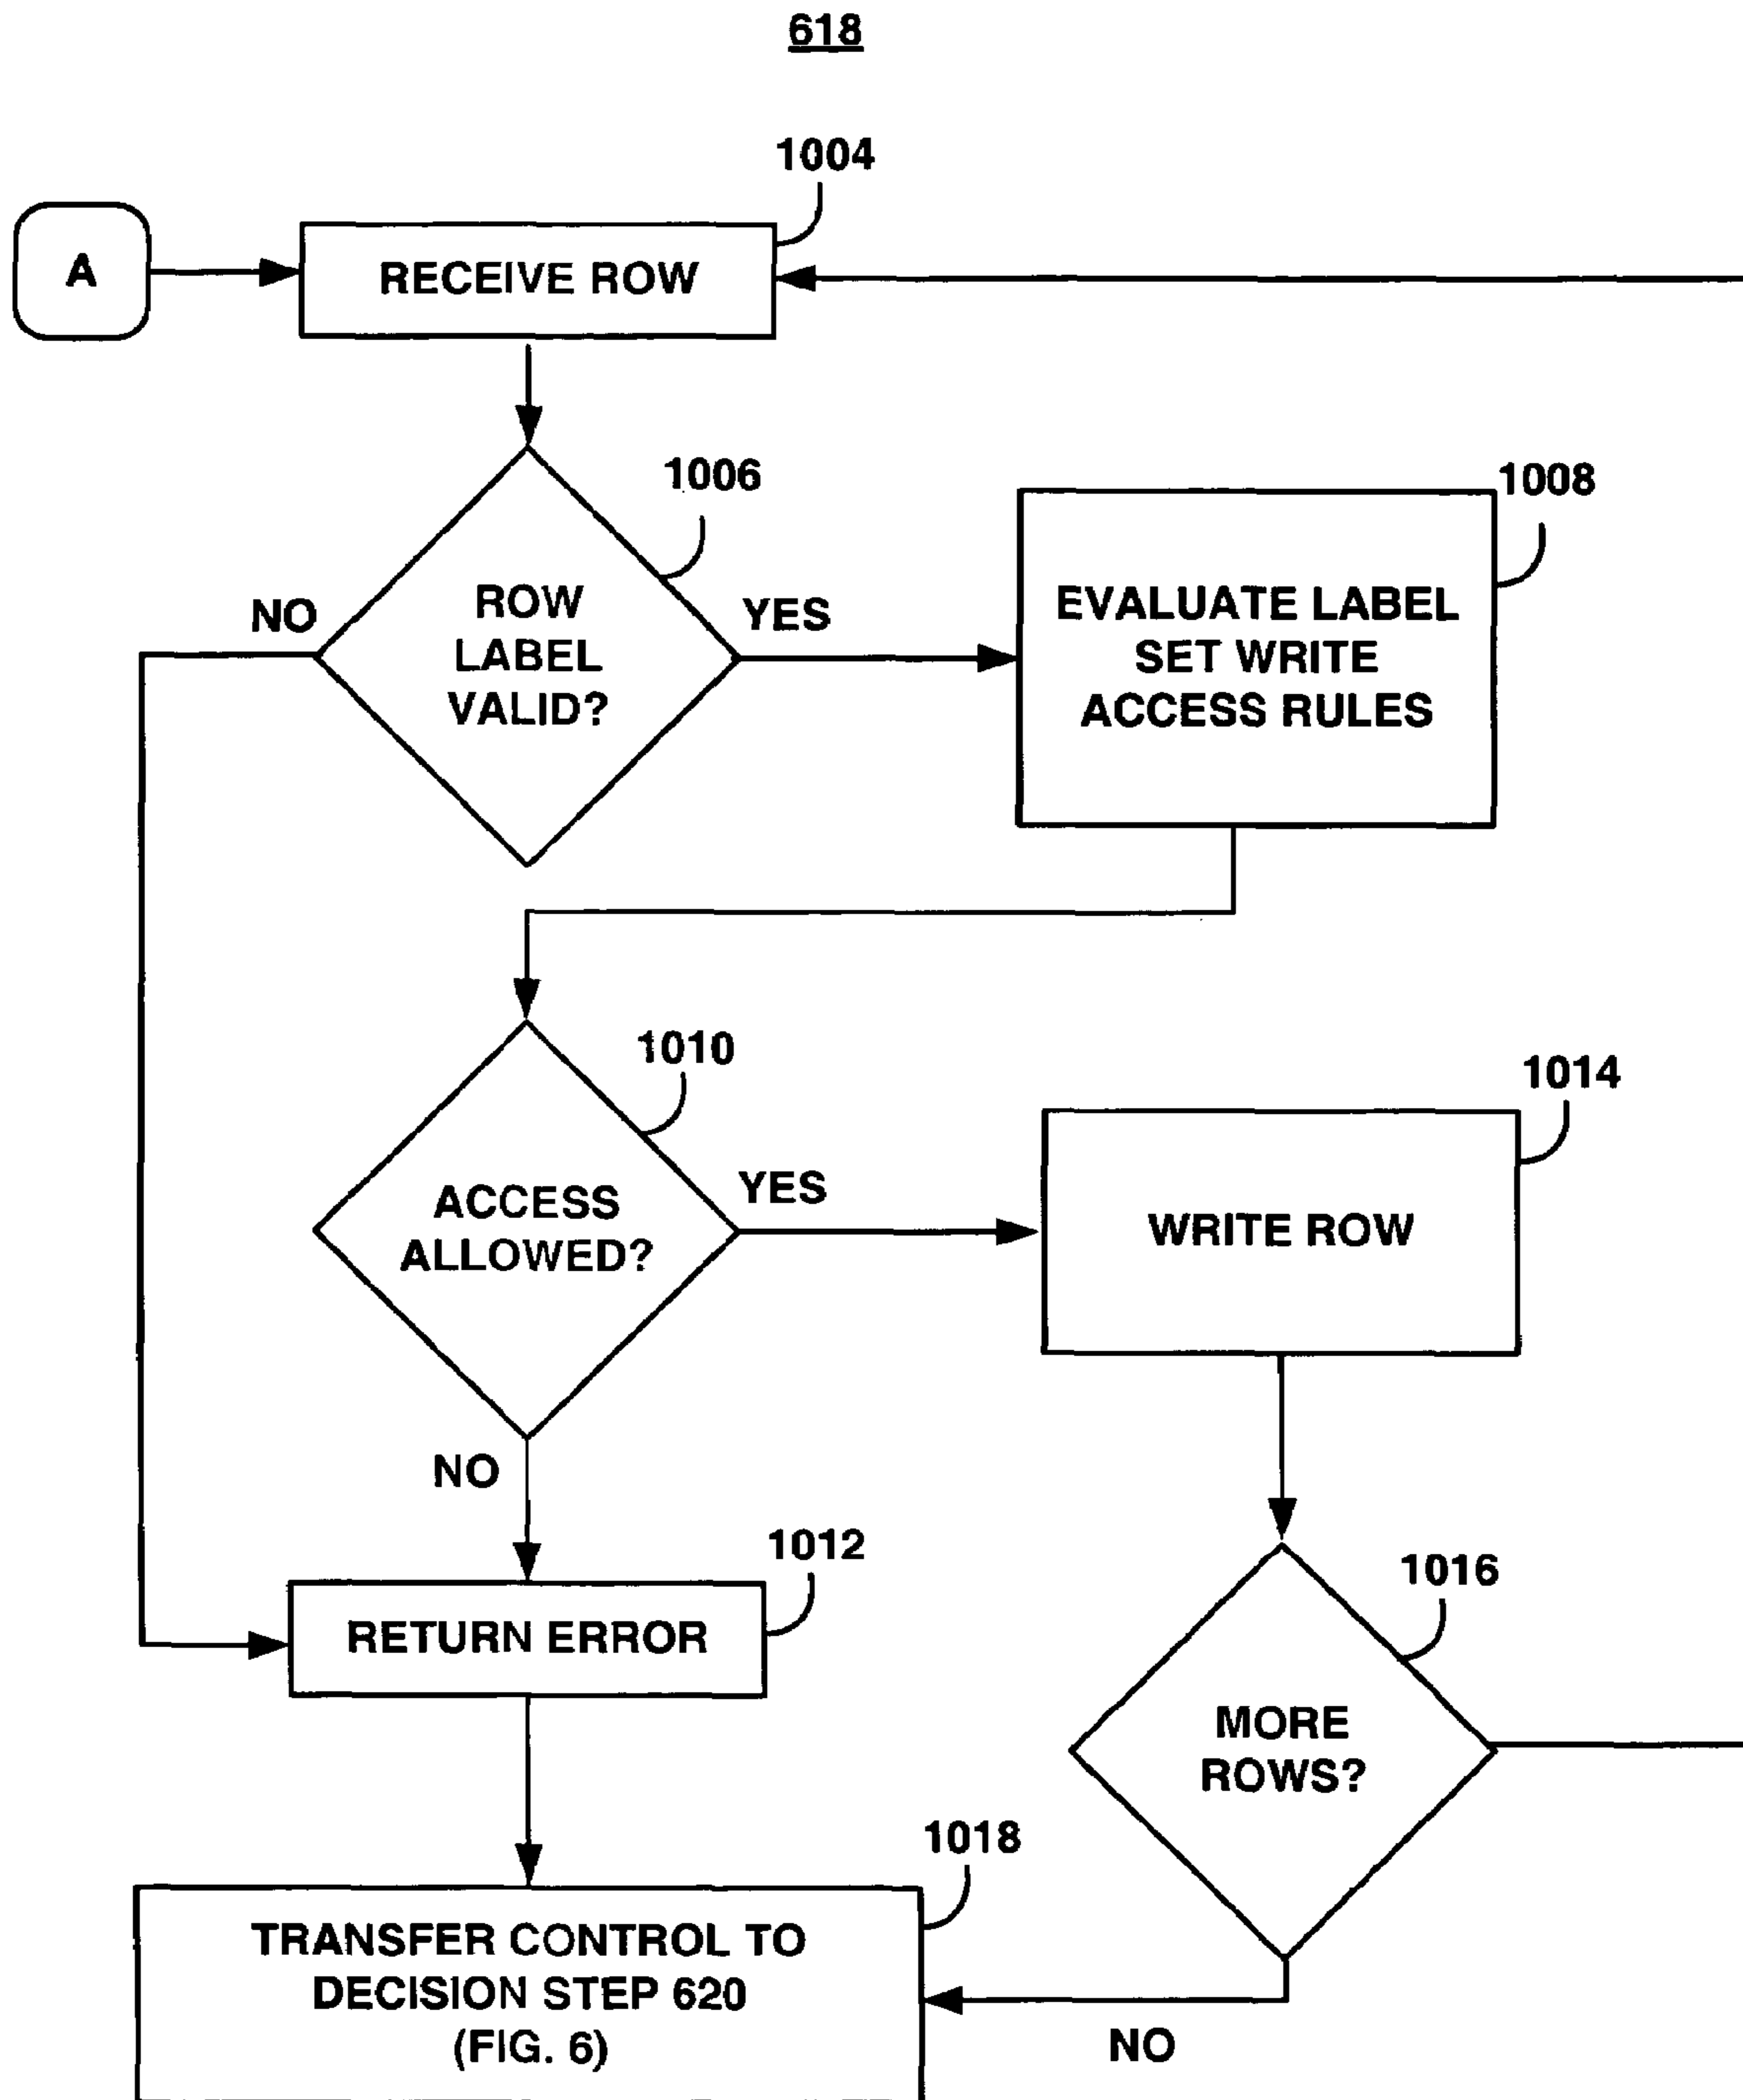 618
1004
A
RECEIVE ROW
1006
1008
ROW
LABEL
VALID?
NO
YES
EVALUATE LABEL
SET WRITE
ACCESS RULES
1010
1014
ACCESS
ALLOWED?
YES
WRITE ROW
NO
1012
1016
RETURN ERROR
MORE
ROWS?
1018
TRANSFER CONTROL TO
DECISION STEP 620
(FIG. 6)
NO